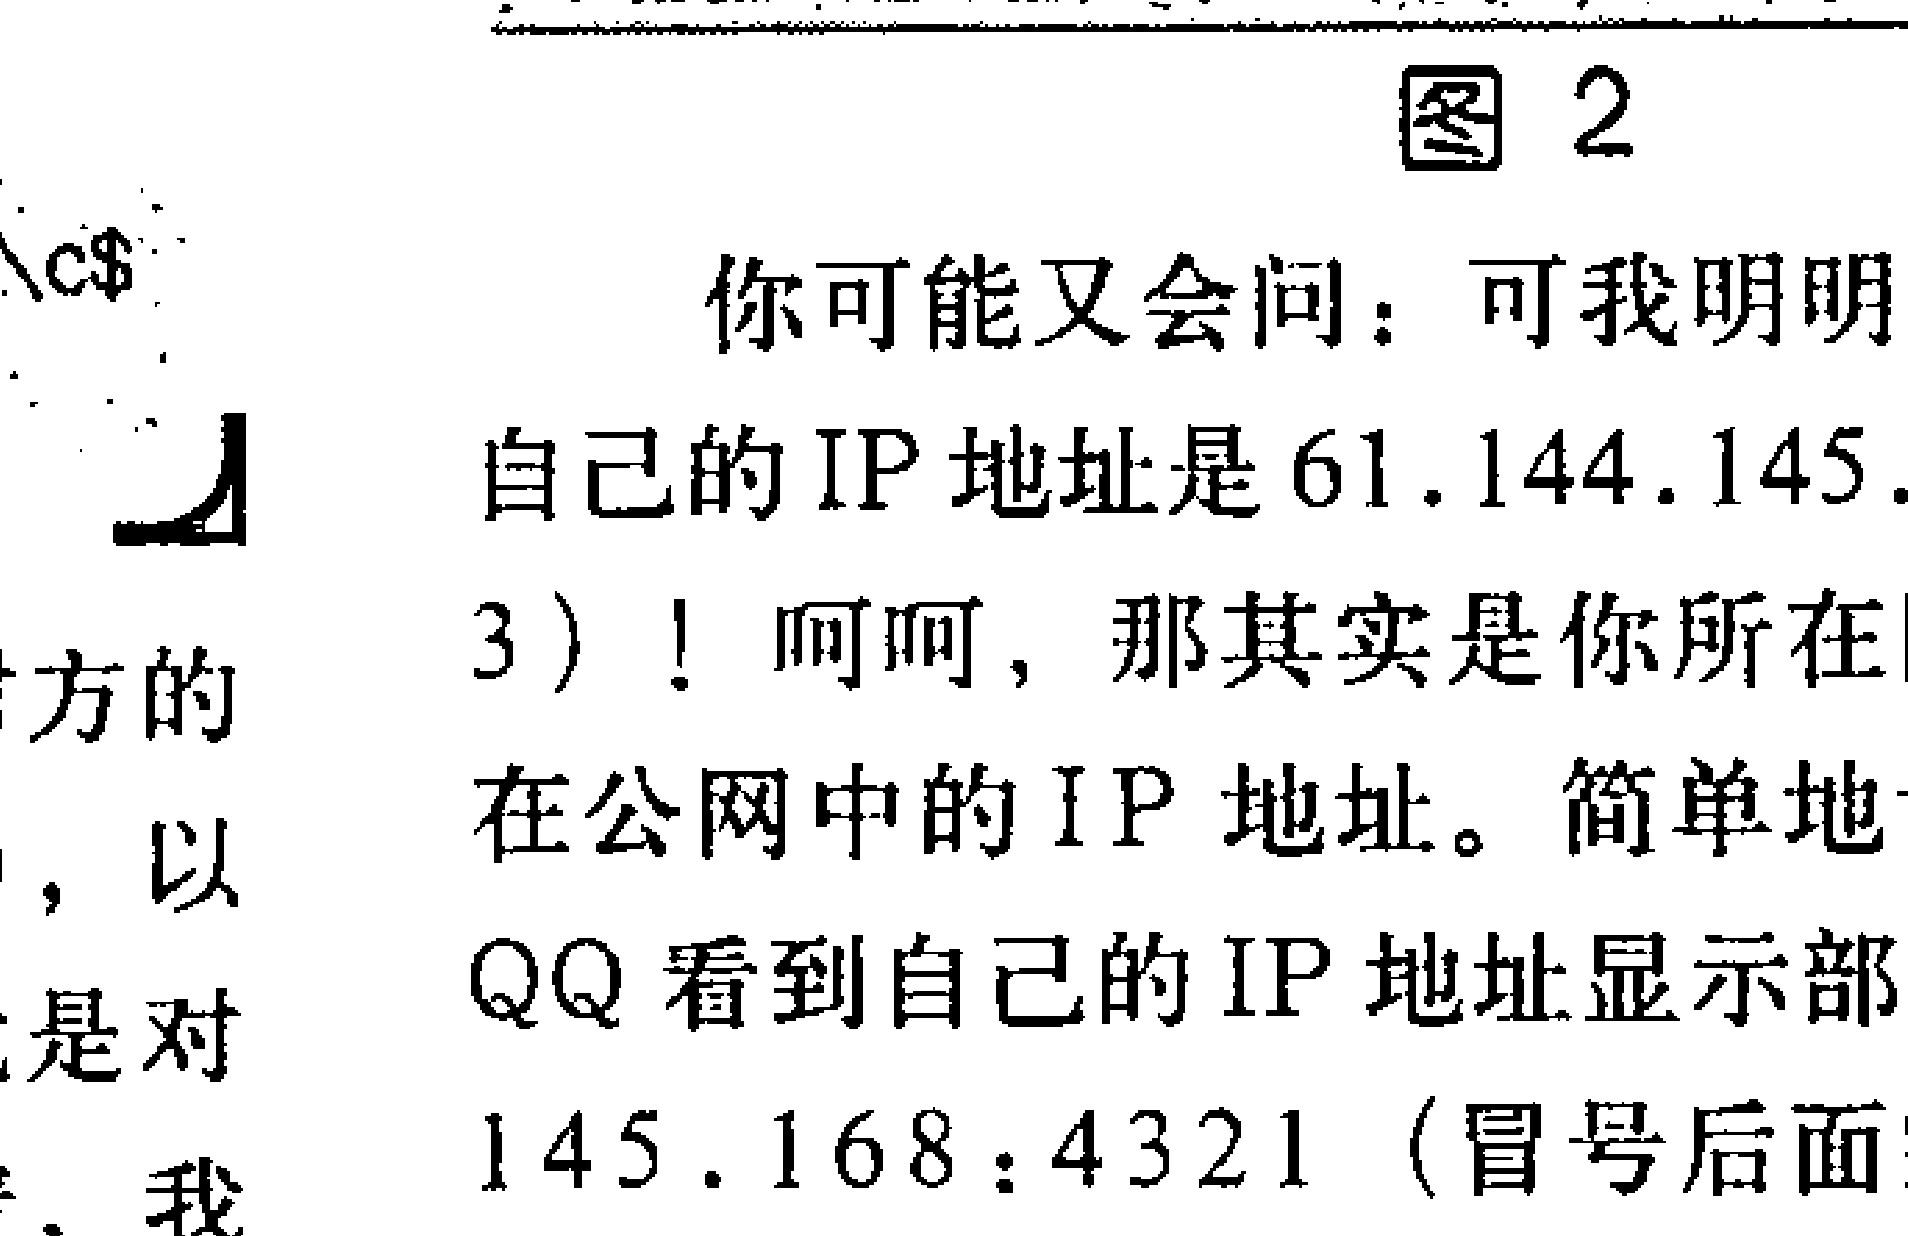 \c$
方的
，以
是对
我
图 2
你可能又会问：可我明明
自己的IP地址是61.144.145.
3）！呵呵，那其实是你所在
在公网中的IP 地址。简单地
QQ看到自己的IP地址显示部
145.168:4321（冒号后面